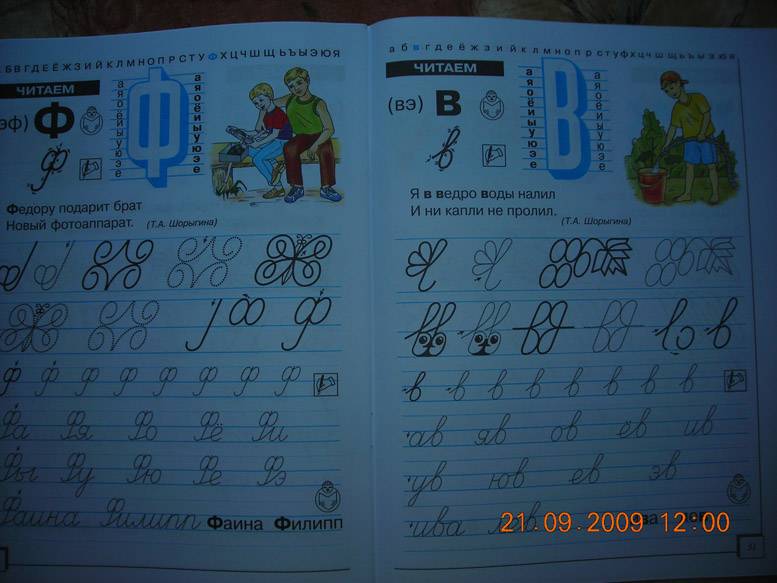 А Б В Г Д Е Ё Ж З И Й К Л М Н О П Р С Т У Ф Х Ц Ч Ш Щ Ь Ъ Ы Э Ю Я
ЧИТАЕМ
(эф) Ф
ф
Ф
а
я
о
ё
и
ы
у
ю
э
е
Федору подарит брат
Новый фотоаппарат.
(Т.А. Шорыгина)
ф
ф ф ф ф ф ф ф ф
Фа Фя Фо Фё Фи
Фы Фу Фю Фе Фэ
Фаина Филипп Фаина Филипп
а б в г д е ё ж з и й к л м н о п р с т у ф х ц ч ш щ ь ъ ы э ю я
ЧИТАЕМ
(вэ) В
в
В
а
я
о
ё
и
ы
у
ю
э
е
Я в ведро воды налил
И ни капли не пролил.
(Т.А. Шорыгина)
в
в в в в в в в в
ав яв ов ёв ив
ув юв ев эв
ива
21.09.2009 12:00
51